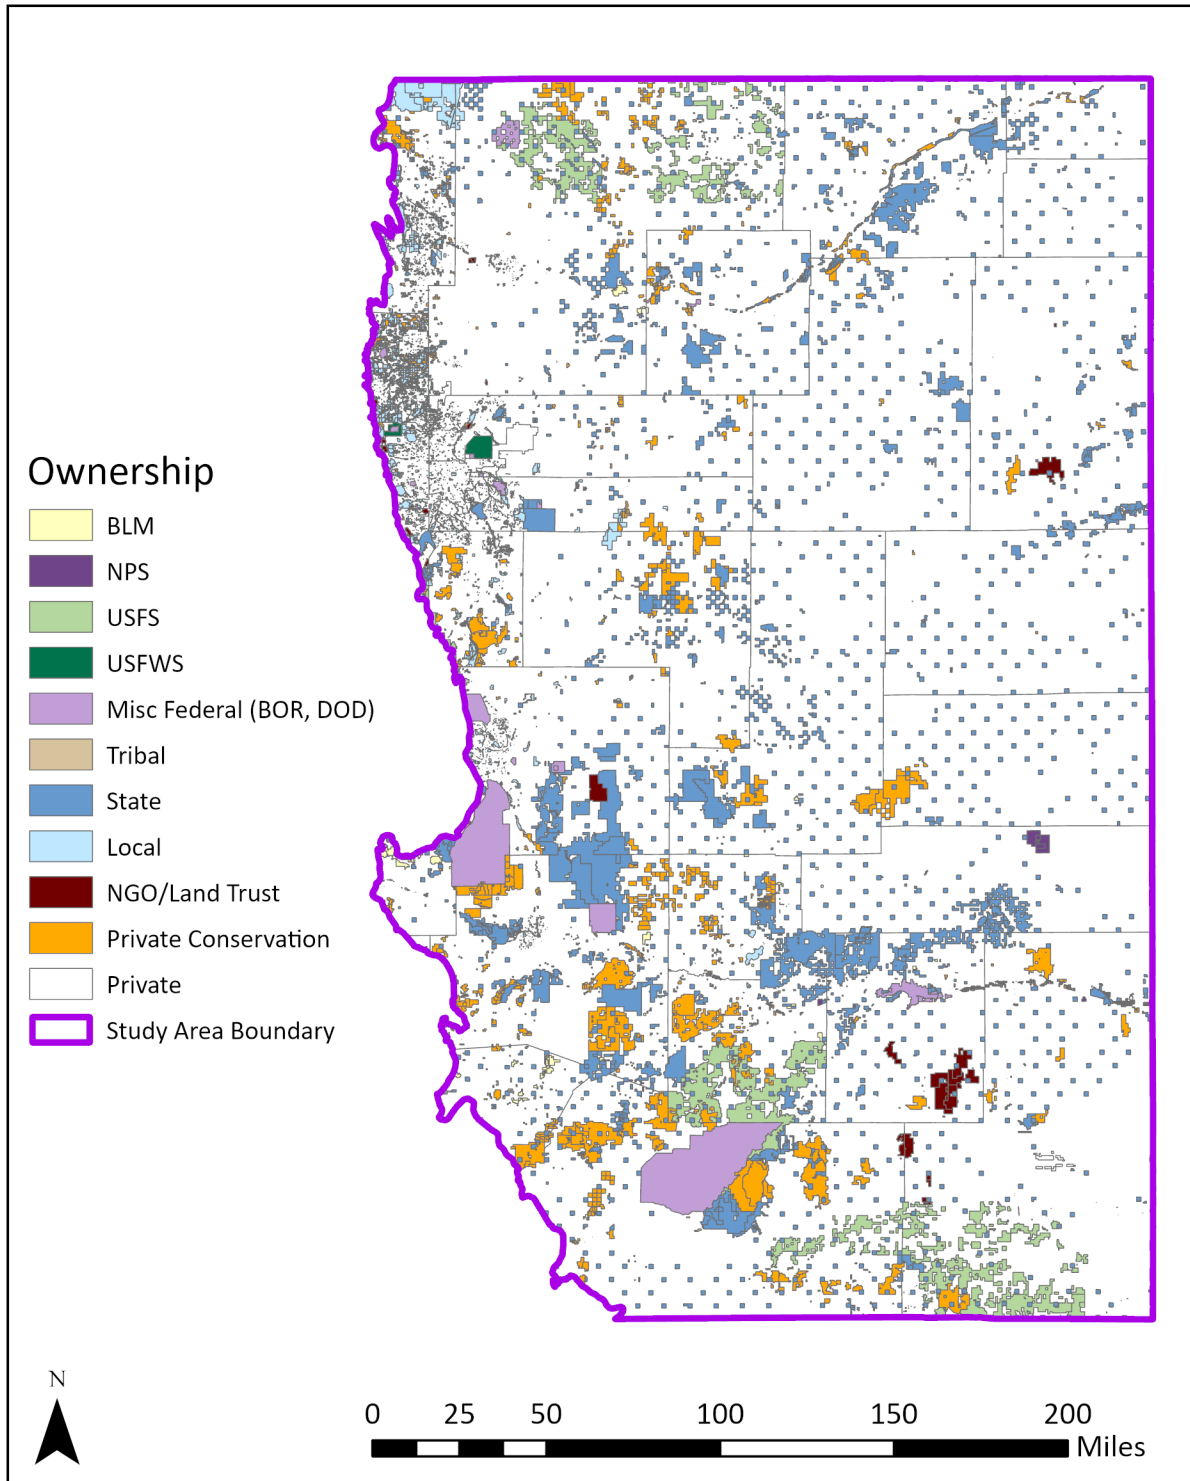 Ownership
BLM
NPS
USFS
USFWS
Misc Federal (BOR, DOD)
Tribal
State
Local
NGO/Land Trust
Private Conservation
Private
Study Area Boundary
N
0 25 50 100 150 200
Miles